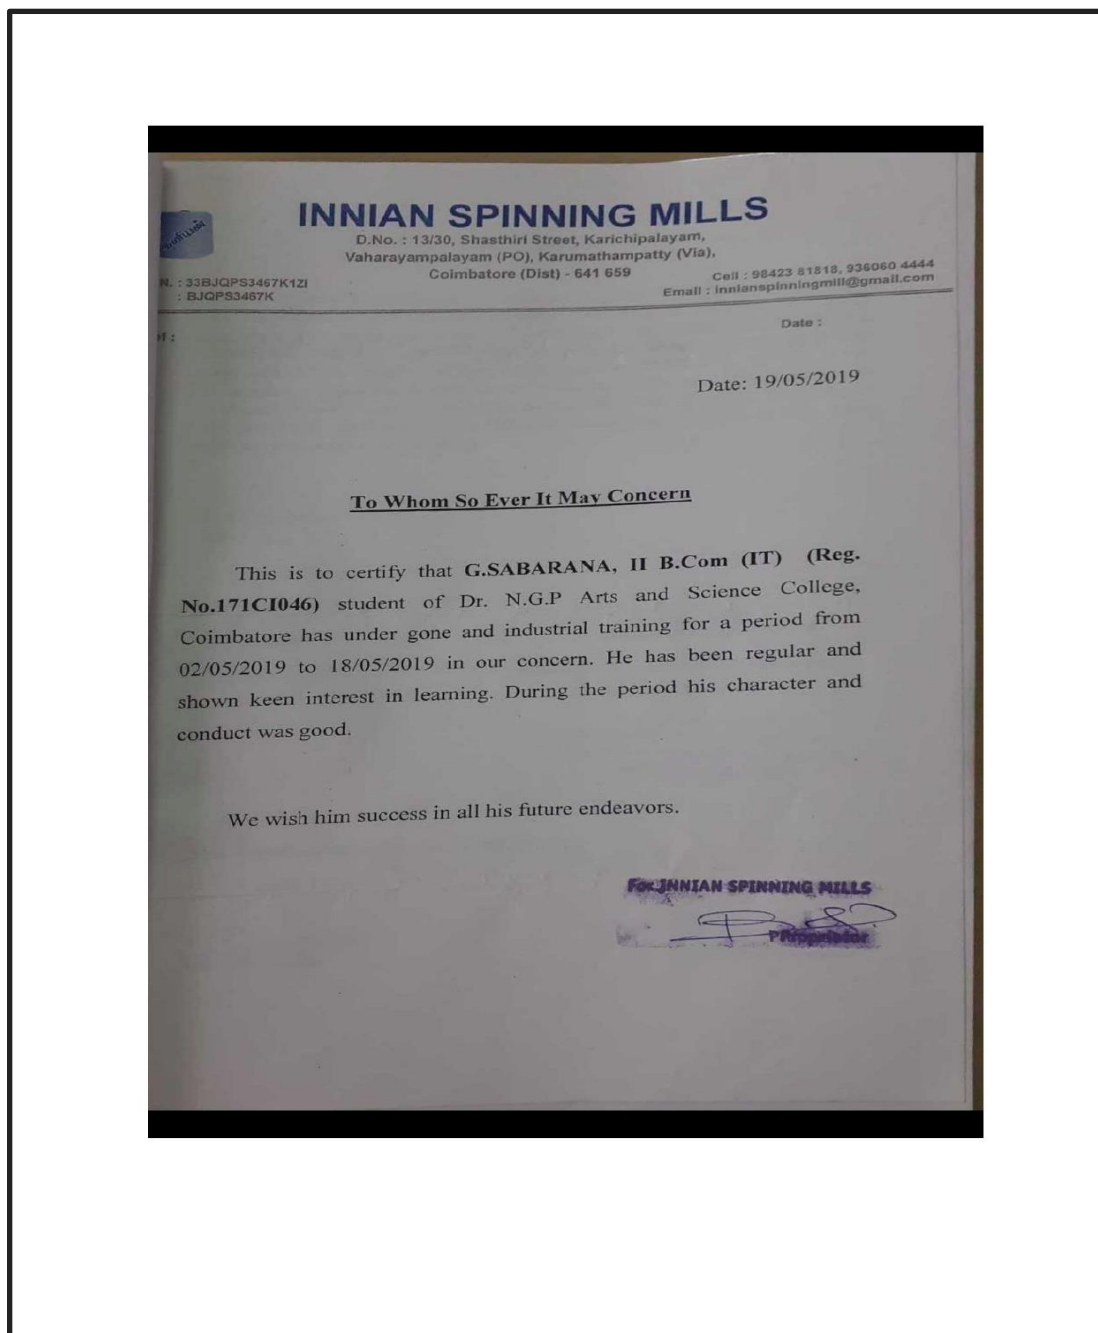 INNIAN SPINNING MILLS
D.No. : 13/30, Shasthiri Street, Karichipalayam,
Vaharayampalayam (PO), Karumathampatty (Via),
Coimbatore (Dist) - 641 659
N. : 33BJQPS3467K1ZI
: BJQPS3467K
Cell : 98423 81818, 936060 4444
Email : innianspinningmill@gmail.com
Date :
Date: 19/05/2019
To Whom So Ever It May Concern
This is to certify that G.SABARANA, II B.Com (IT) (Reg.
No.171CI046) student of Dr. N.G.P Arts and Science College,
Coimbatore has under gone and industrial training for a period from
02/05/2019 to 18/05/2019 in our concern. He has been regular and
shown keen interest in learning. During the period his character and
conduct was good.
We wish him success in all his future endeavors.
For INNIAN SPINNING MILLS